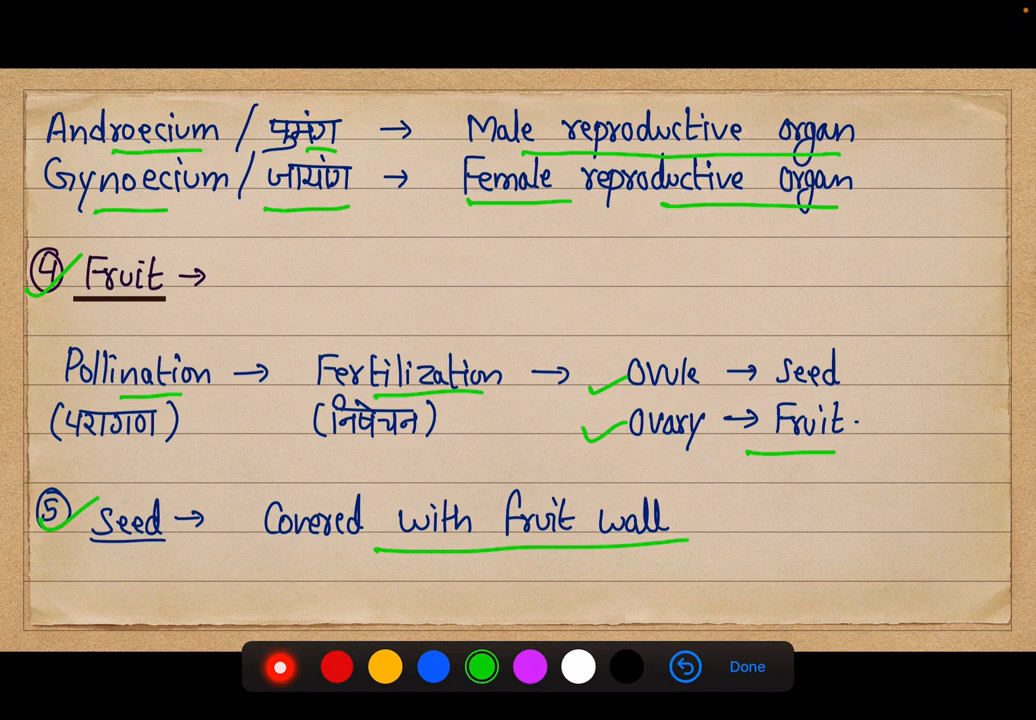 Androecium / पुमंग → Male reproductive organ
Gynoecium / जायांग → Female reproductive organ
④ Fruit →
Pollination → Fertilization → Ovule → Seed
(परागण) (निषेचन) Ovary → Fruit.
⑤ Seed → Covered with fruit wall
Done